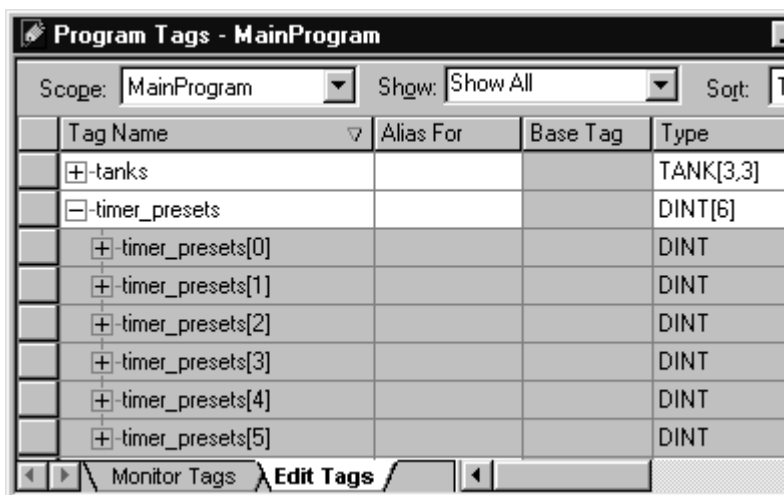 Program Tags - MainProgram
Scope: MainProgram Show: Show All Sort:
Tag Name Alias For Base Tag Type
tanks TANK[3,3]
timer_presets DINT[6]
timer_presets[0] DINT
timer_presets[1] DINT
timer_presets[2] DINT
timer_presets[3] DINT
timer_presets[4] DINT
timer_presets[5] DINT
Monitor Tags Edit Tags